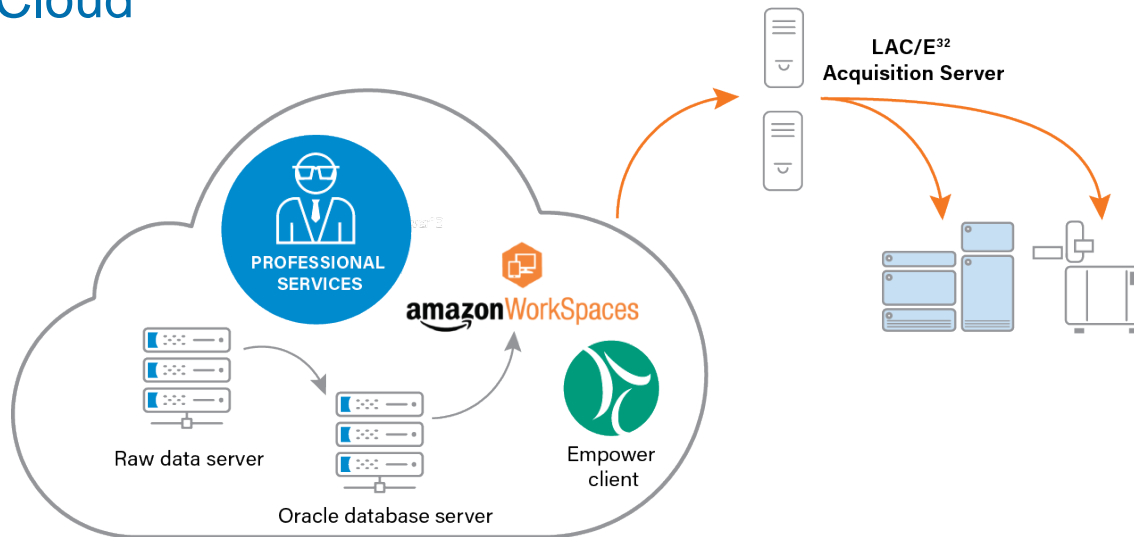 Cloud
LAC/E³²
Acquisition Server
PROFESSIONAL
SERVICES
amazonWorkSpaces
Raw data server
Oracle database server
Empower
client